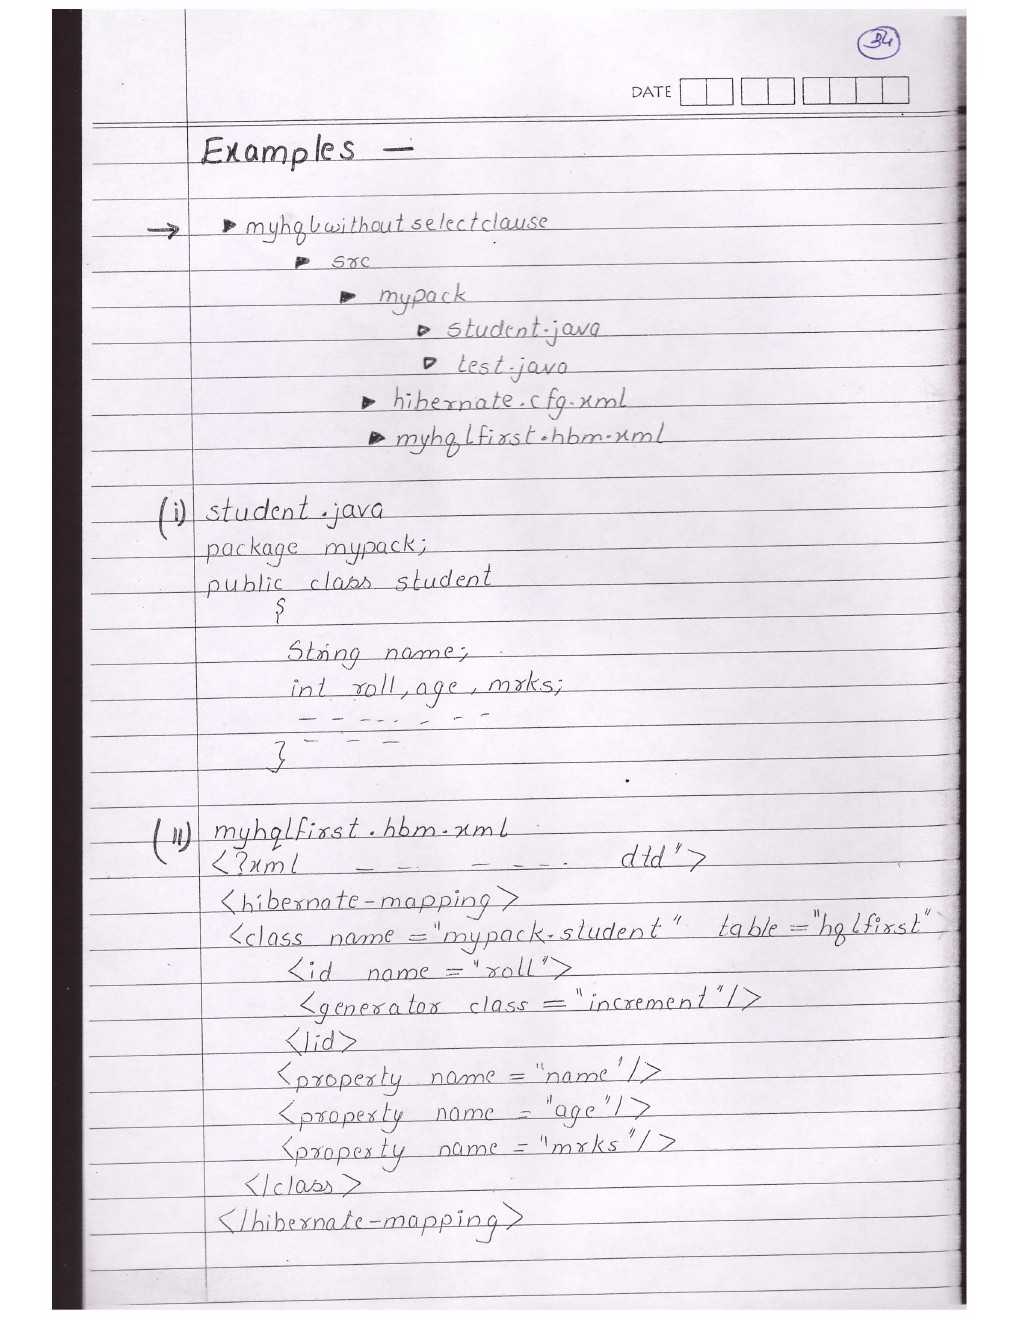 34
DATE
Examples —
→ ▶ myhqlwithoutselectclause
▶ src
▶ mypack
▷ student.java
▷ test.java
▶ hibernate.cfg.xml
▶ myhqlfirst.hbm.xml
(i) student.java
package mypack;
public class student
{
String name;
int roll, age, mrks;
- - - - - - -
- - -
}
(ii) myhqlfirst.hbm.xml
<?xml - - - - - - dtd">
<hibernate-mapping>
<class name="mypack.student" table="hqlfirst">
<id name="roll">
<generator class="increment"/>
</id>
<property name="name"/>
<property name="age"/>
<property name="mrks"/>
</class>
</hibernate-mapping>